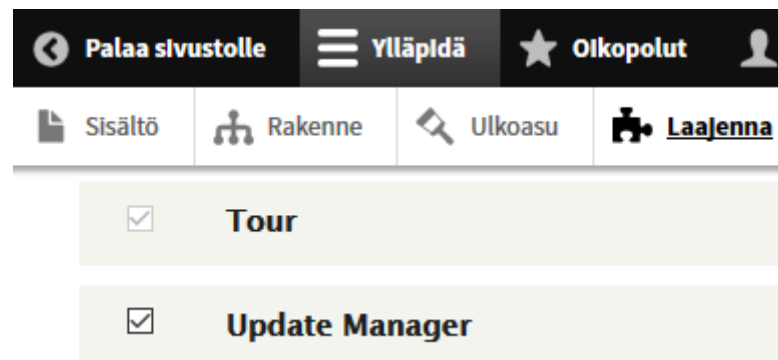 Palaa sivustolle Ylläpidä Oikopolut
Sisältö Rakenne Ulkoasu Laajenna
Tour
Update Manager